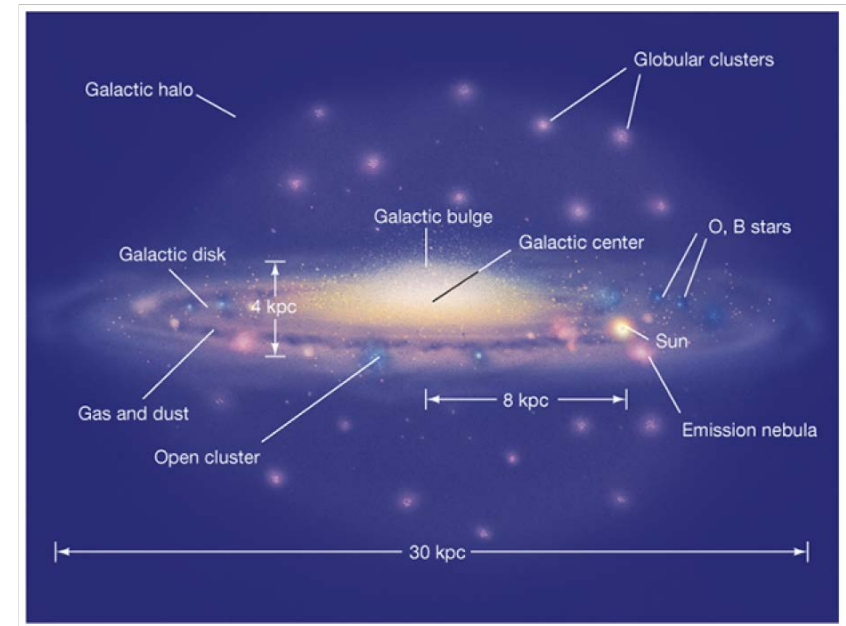 Globular clusters
Galactic halo
Galactic bulge
O, B stars
Galactic center
Galactic disk
4 kpc
Sun
8 kpc
Gas and dust
Emission nebula
Open cluster
30 kpc